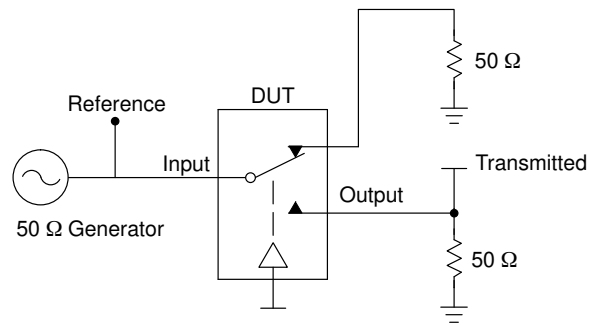 50 Ω
Reference
DUT
Input
Transmitted
Output
50 Ω Generator
50 Ω